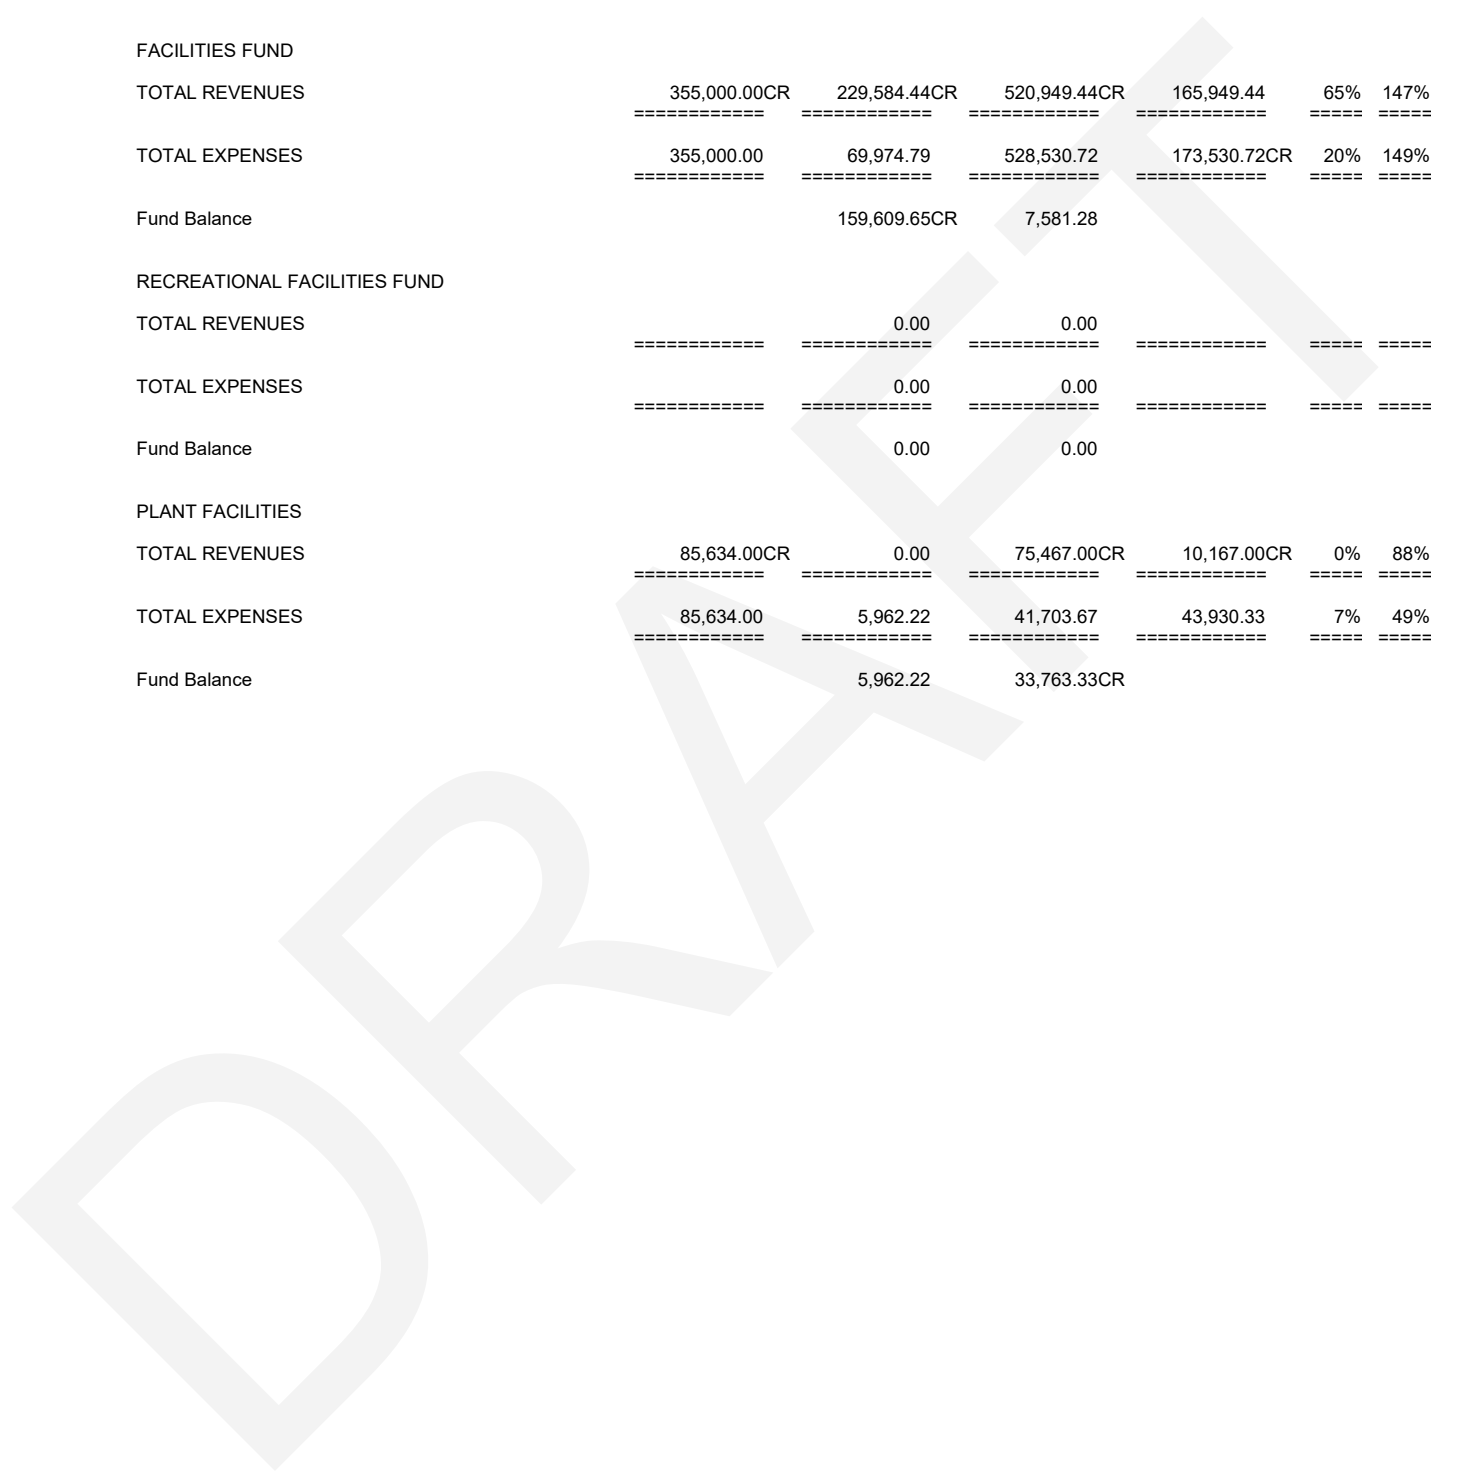 FACILITIES FUND
TOTAL REVENUES 355,000.00CR 229,584.44CR 520,949.44CR 165,949.44 65% 147%
============ ============ ============ ============ ===== =====
TOTAL EXPENSES 355,000.00 69,974.79 528,530.72 173,530.72CR 20% 149%
============ ============ ============ ============ ===== =====
Fund Balance 159,609.65CR 7,581.28
RECREATIONAL FACILITIES FUND
TOTAL REVENUES 0.00 0.00
============ ============ ============ ============ ===== =====
TOTAL EXPENSES 0.00 0.00
============ ============ ============ ============ ===== =====
Fund Balance 0.00 0.00
PLANT FACILITIES
TOTAL REVENUES 85,634.00CR 0.00 75,467.00CR 10,167.00CR 0% 88%
============ ============ ============ ============ ===== =====
TOTAL EXPENSES 85,634.00 5,962.22 41,703.67 43,930.33 7% 49%
============ ============ ============ ============ ===== =====
Fund Balance 5,962.22 33,763.33CR
DRAFT